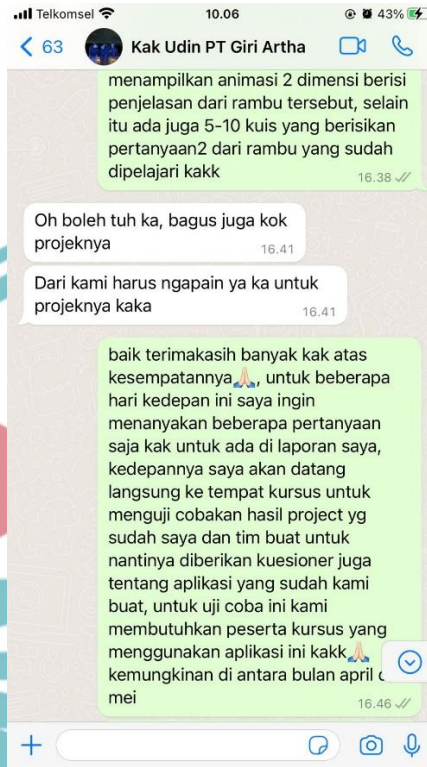 Telkomsel 10.06 43%
63 Kak Udin PT Giri Artha
menampilkan animasi 2 dimensi berisi
penjelasan dari rambu tersebut, selain
itu ada juga 5-10 kuis yang berisikan
pertanyaan2 dari rambu yang sudah
dipelajari kakk
16.38
Oh boleh tuh ka, bagus juga kok
projeknya
16.41
Dari kami harus ngapain ya ka untuk
projeknya kaka
16.41
baik terimakasih banyak kak atas
kesempatannya🙏, untuk beberapa
hari kedepan ini saya ingin
menanyakan beberapa pertanyaan
saja kak untuk ada di laporan saya,
kedepannya saya akan datang
langsung ke tempat kursus untuk
menguji cobakan hasil project yg
sudah saya dan tim buat untuk
nantinya diberikan kuesioner juga
tentang aplikasi yang sudah kami
buat, untuk uji coba ini kami
membutuhkan peserta kursus yang
menggunakan aplikasi ini kakk🙏
kemungkinan di antara bulan april
mei
16.46